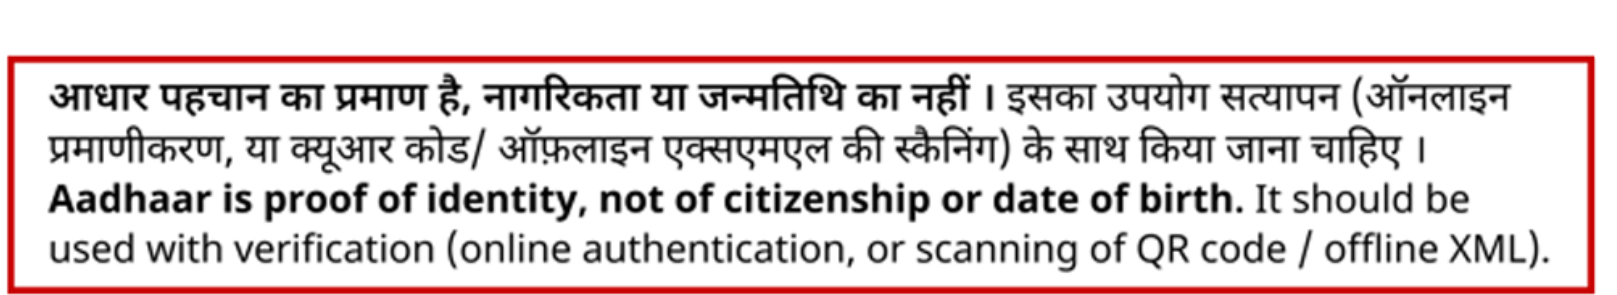 आधार पहचान का प्रमाण है, नागरिकता या जन्मतिथि का नहीं । इसका उपयोग सत्यापन (ऑनलाइन
प्रमाणीकरण, या क्यूआर कोड/ ऑफ़लाइन एक्सएमएल की स्कैनिंग) के साथ किया जाना चाहिए ।
Aadhaar is proof of identity, not of citizenship or date of birth. It should be
used with verification (online authentication, or scanning of QR code / offline XML).